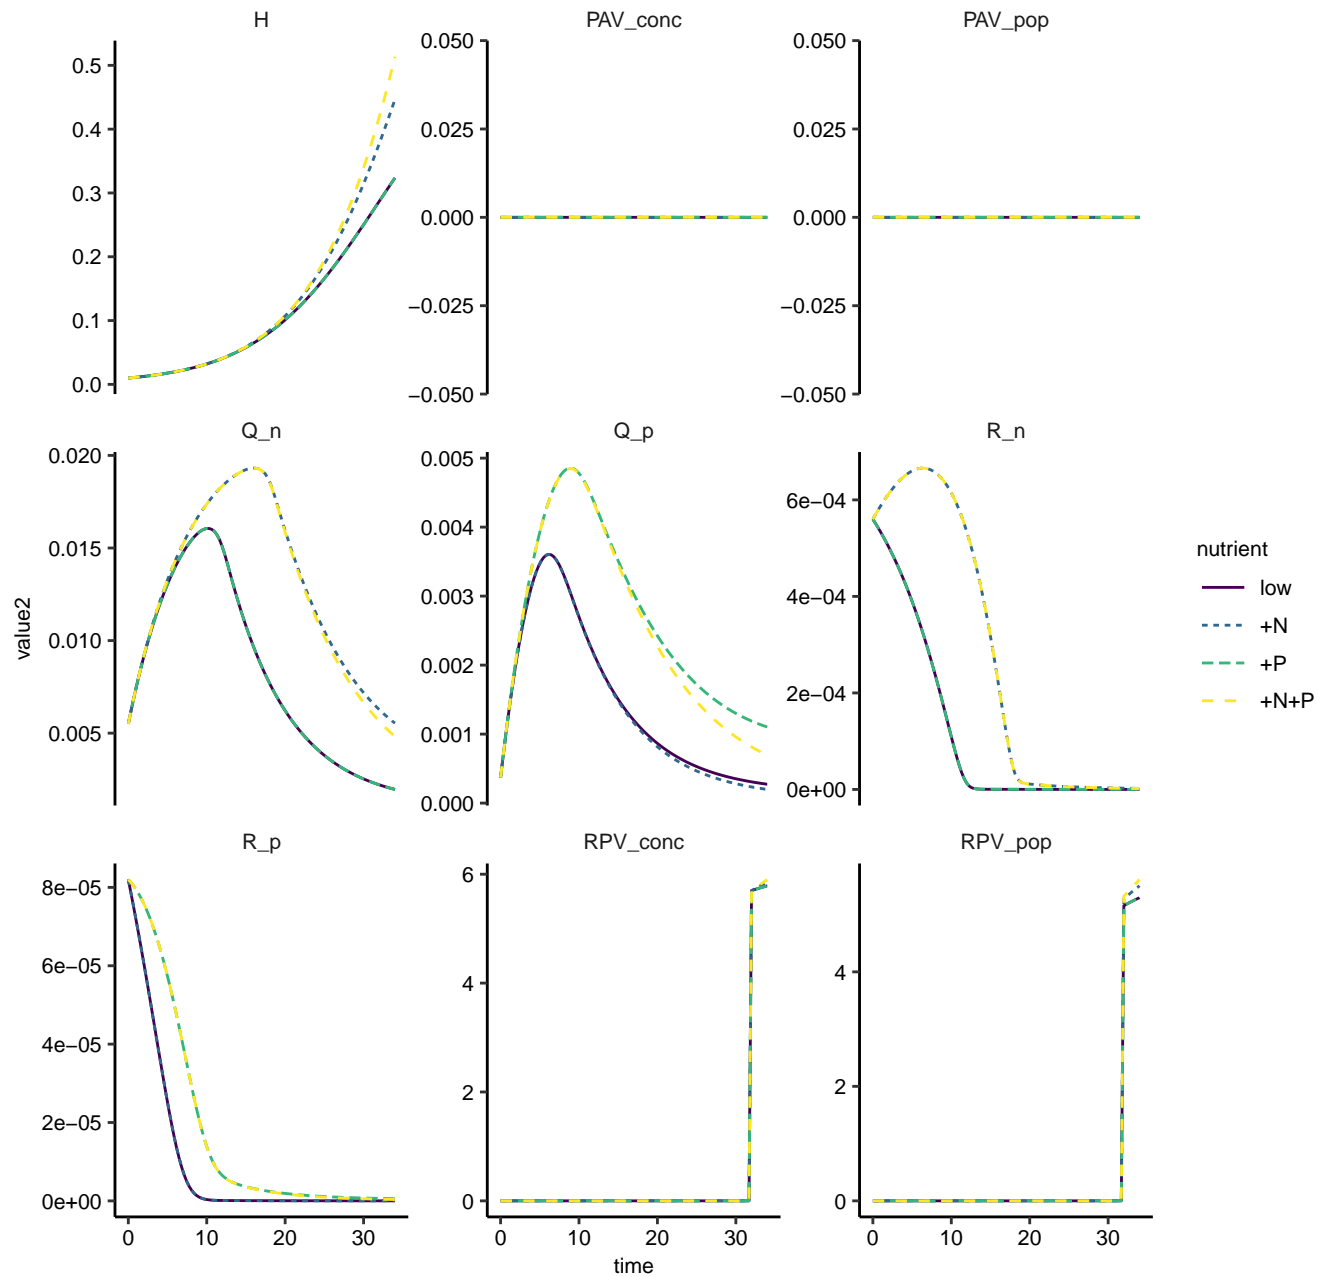 H
PAV_conc
PAV_pop
0.5
0.4
0.3
0.2
0.1
0.0
0.050
0.025
0.000
−0.025
−0.050
0.050
0.025
0.000
−0.025
−0.050
Q_n
Q_p
R_n
0.020
0.015
0.010
0.005
0.005
0.004
0.003
0.002
0.001
0.000
6e−04
4e−04
2e−04
0e+00
value2
R_p
RPV_conc
RPV_pop
8e−05
6e−05
4e−05
2e−05
0e+00
6
4
2
0
4
2
0
0 10 20 30
0 10 20 30
0 10 20 30
time
nutrient
low
+N
+P
+N+P